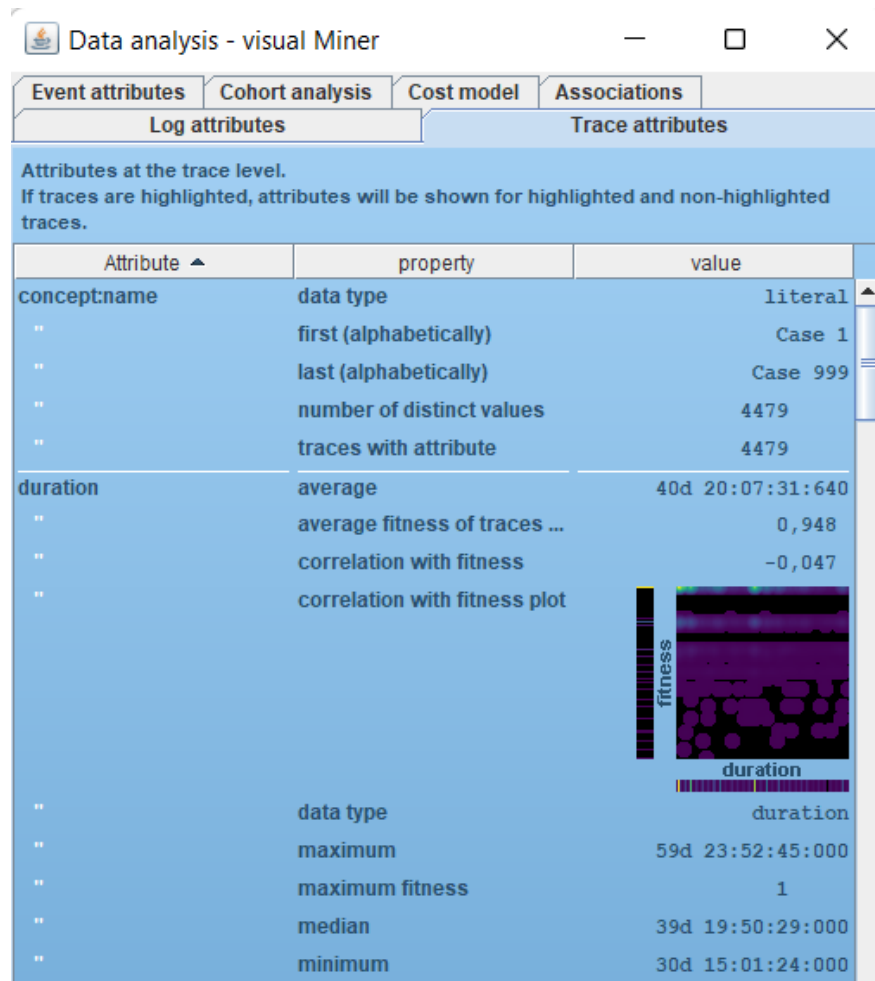 Data analysis - visual Miner
Event attributes Cohort analysis Cost model Associations
Log attributes Trace attributes
Attributes at the trace level.
If traces are highlighted, attributes will be shown for highlighted and non-highlighted
traces.
Attribute property value
concept:name data type literal
" first (alphabetically) Case 1
" last (alphabetically) Case 999
" number of distinct values 4479
" traces with attribute 4479
duration average 40d 20:07:31:640
" average fitness of traces ... 0,948
" correlation with fitness -0,047
" correlation with fitness plot
fitness
duration
" data type duration
" maximum 59d 23:52:45:000
" maximum fitness 1
" median 39d 19:50:29:000
" minimum 30d 15:01:24:000